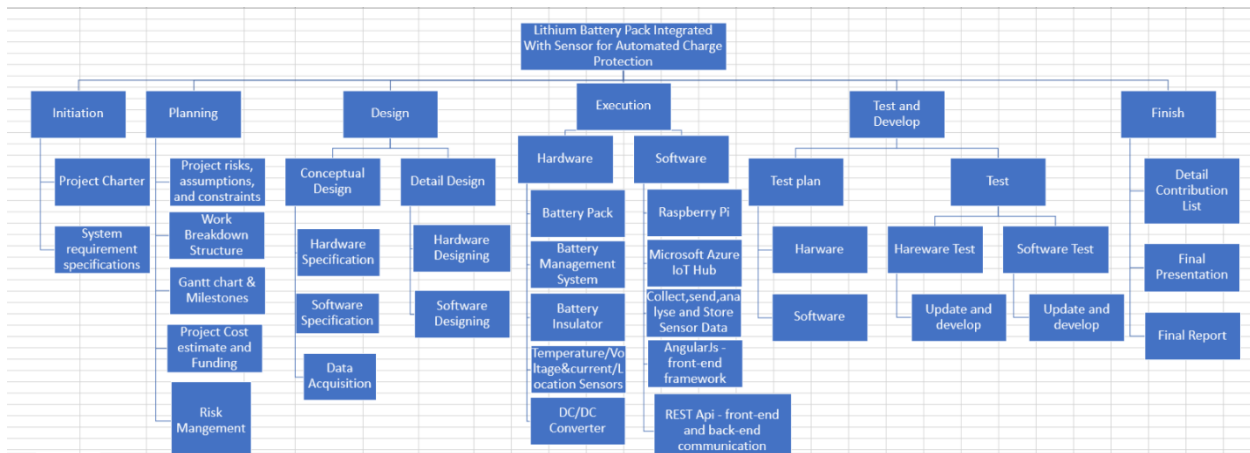 Lithium Battery Pack Integrated
With Sensor for Automated Charge
Protection
Initiation
Planning
Design
Execution
Test and
Develop
Finish
Project Charter
System
requirement
specifications
Project risks,
assumptions,
and constraints
Work
Breakdown
Structure
Gantt chart &
Milestones
Project Cost
estimate and
Funding
Risk
Mangement
Conceptual
Design
Detail Design
Hardware
Specification
Software
Specification
Data
Acquisition
Hardware
Designing
Software
Designing
Hardware
Software
Battery Pack
Battery
Management
System
Battery
Insulator
Temperature/Vo
ltage&current/Lo
ocation Sensors
DC/DC
Converter
Raspberry Pi
Microsoft Azure
IoT Hub
Collect,send,ana
lyse and Store
Sensor Data
AngularJs -
front-end
framework
REST Api - front-end
and back-end
communication
Test plan
Test
Harware
Software
Hareware Test
Software Test
Update and
develop
Update and
develop
Detail
Contribution
List
Final
Presentation
Final Report